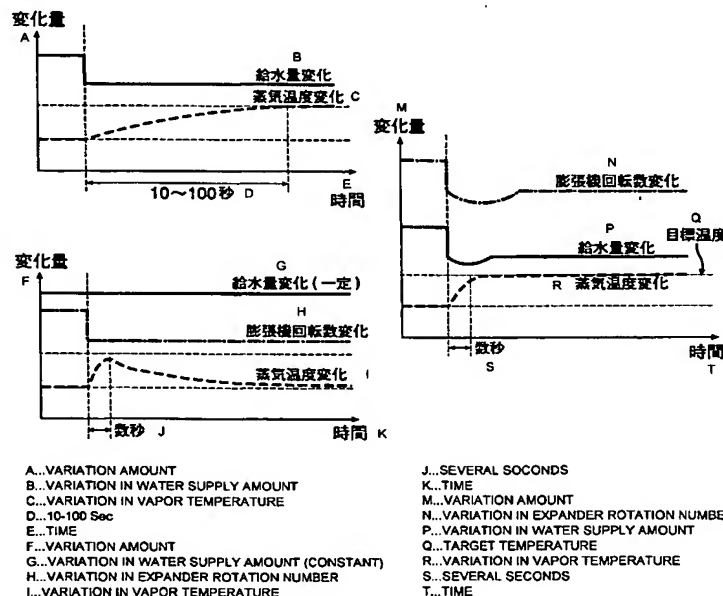 変化量
A
B
給水量変化
蒸気温度変化 C
10〜100秒 D
E
時間
変化量
F
G
給水量変化(一定)
H
膨張機回転数変化
蒸気温度変化 I
数秒 J
時間 K
M
変化量
N
膨張機回転数変化
Q
目標温度
P
給水量変化
R 蒸気温度変化
数秒
S
時間
T
A...VARIATION AMOUNT
B...VARIATION IN WATER SUPPLY AMOUNT
C...VARIATION IN VAPOR TEMPERATURE
D...10-100 Sec
E...TIME
F...VARIATION AMOUNT
G...VARIATION IN WATER SUPPLY AMOUNT (CONSTANT)
H...VARIATION IN EXPANDER ROTATION NUMBER
I...VARIATION IN VAPOR TEMPERATURE
J...SEVERAL SOCONDS
K...TIME
M...VARIATION AMOUNT
N...VARIATION IN EXPANDER ROTATION NUMBE
P...VARIATION IN WATER SUPPLY AMOUNT
Q...TARGET TEMPERATURE
R...VARIATION IN VAPOR TEMPERATURE
S...SEVERAL SECONDS
T...TIME